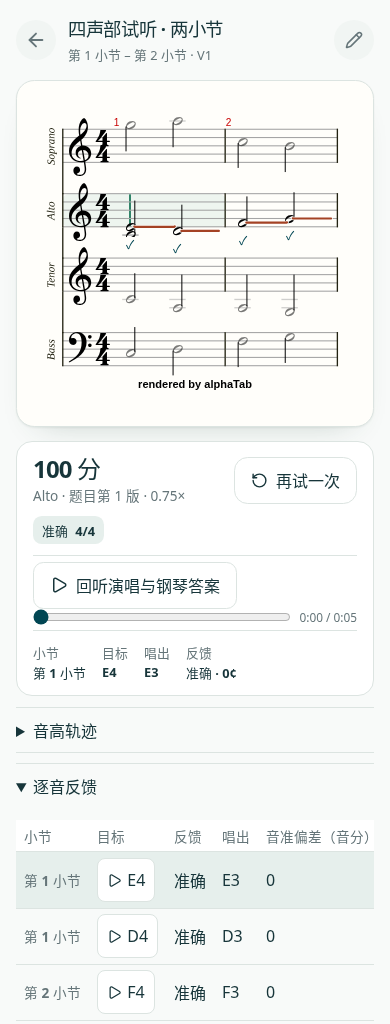 四声部试听 · 两小节
第 1 小节 – 第 2 小节 · V1
1
2
Soprano
Alto
Tenor
Bass
rendered by alphaTab
100 分
Alto · 题目第 1 版 · 0.75×
再试一次
准确 4/4
回听演唱与钢琴答案
0:00 / 0:05
小节 目标 唱出 反馈
第 1 小节 E4 E3 准确 · 0¢
音高轨迹
逐音反馈
小节 目标 反馈 唱出 音准偏差（音分）
第 1 小节 E4 准确 E3 0
第 1 小节 D4 准确 D3 0
第 2 小节 F4 准确 F3 0